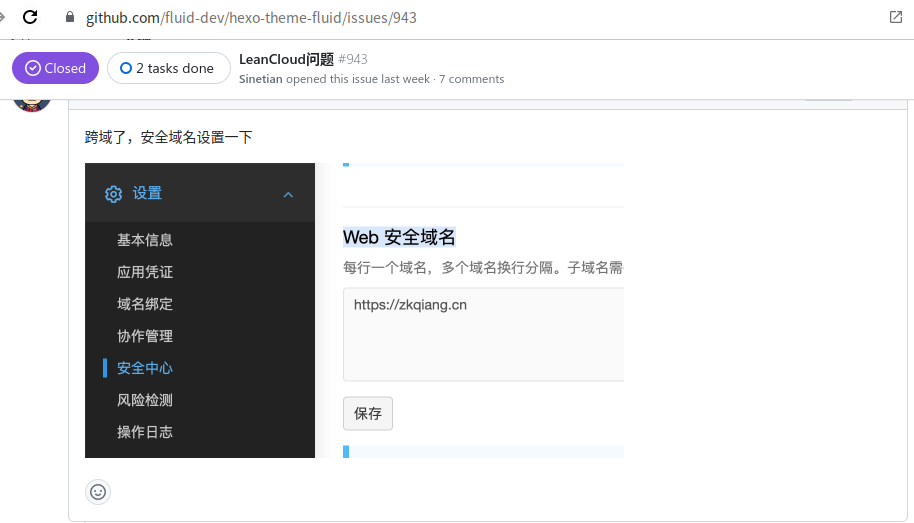 github.com/fluid-dev/hexo-theme-fluid/issues/943
Closed
2 tasks done
LeanCloud问题 #943
Sinetian opened this issue last week · 7 comments
跨域了，安全域名设置一下
设置
基本信息
应用凭证
域名绑定
协作管理
安全中心
风险检测
操作日志
Web 安全域名
每行一个域名，多个域名换行分隔。子域名需
https://zkqiang.cn
保存